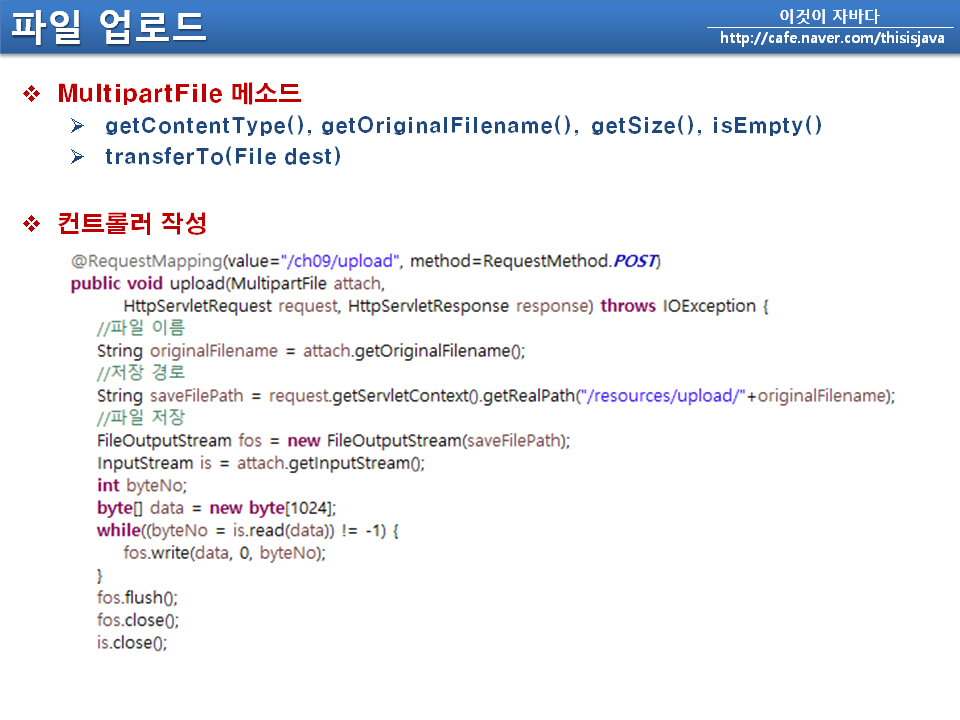 파일 업로드
이것이 자바다
http://cafe.naver.com/thisisjava
❖ MultipartFile 메소드
➢ getContentType(), getOriginalFilename(), getSize(), isEmpty()
➢ transferTo(File dest)
❖ 컨트롤러 작성
@RequestMapping(value="/ch09/upload", method=RequestMethod.POST)
public void upload(MultipartFile attach,
HttpServletRequest request, HttpServletResponse response) throws IOException {
//파일 이름
String originalFilename = attach.getOriginalFilename();
//저장 경로
String saveFilePath = request.getServletContext().getRealPath("/resources/upload/"+originalFilename);
//파일 저장
FileOutputStream fos = new FileOutputStream(saveFilePath);
InputStream is = attach.getInputStream();
int byteNo;
byte[] data = new byte[1024];
while((byteNo = is.read(data)) != -1) {
fos.write(data, 0, byteNo);
}
fos.flush();
fos.close();
is.close();